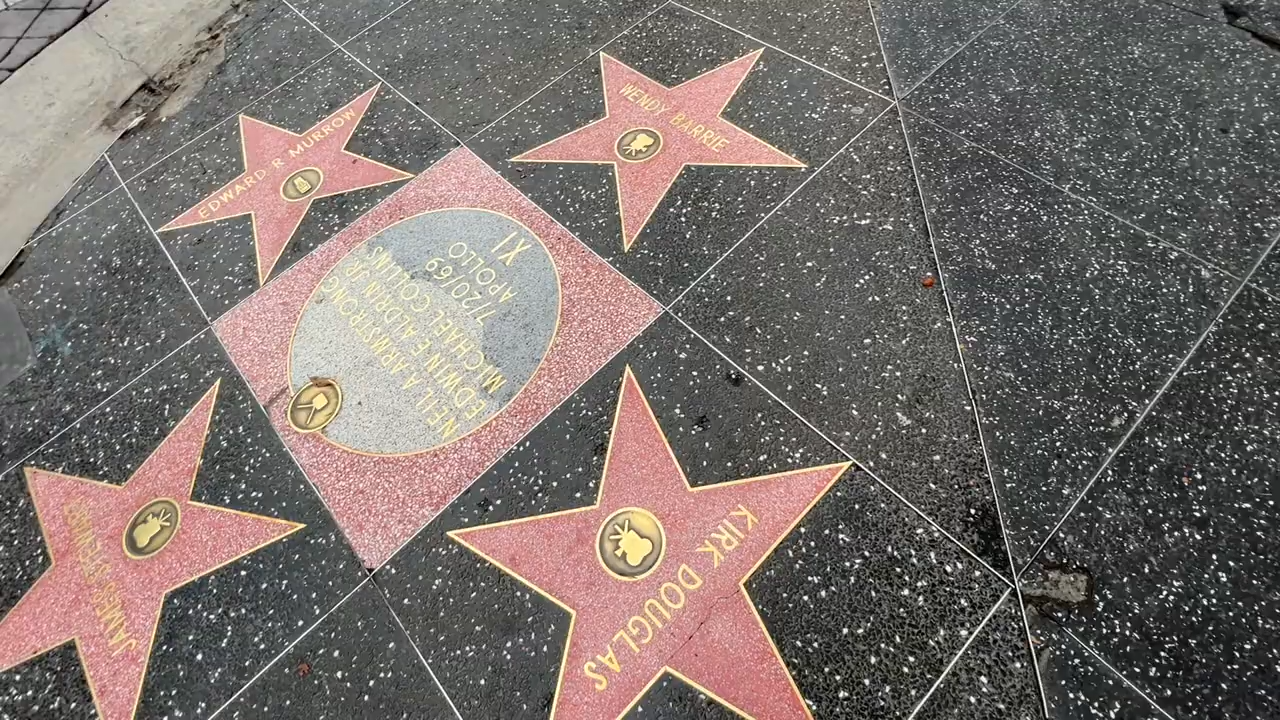 EDWARD R MURROW
WENDY BARRIE
NEIL A ARMSTRONG
EDWIN E ALDRIN JR
MICHAEL COLLINS
7/20/69
APOLLO
XI
JAMES STEWART
KIRK DOUGLAS